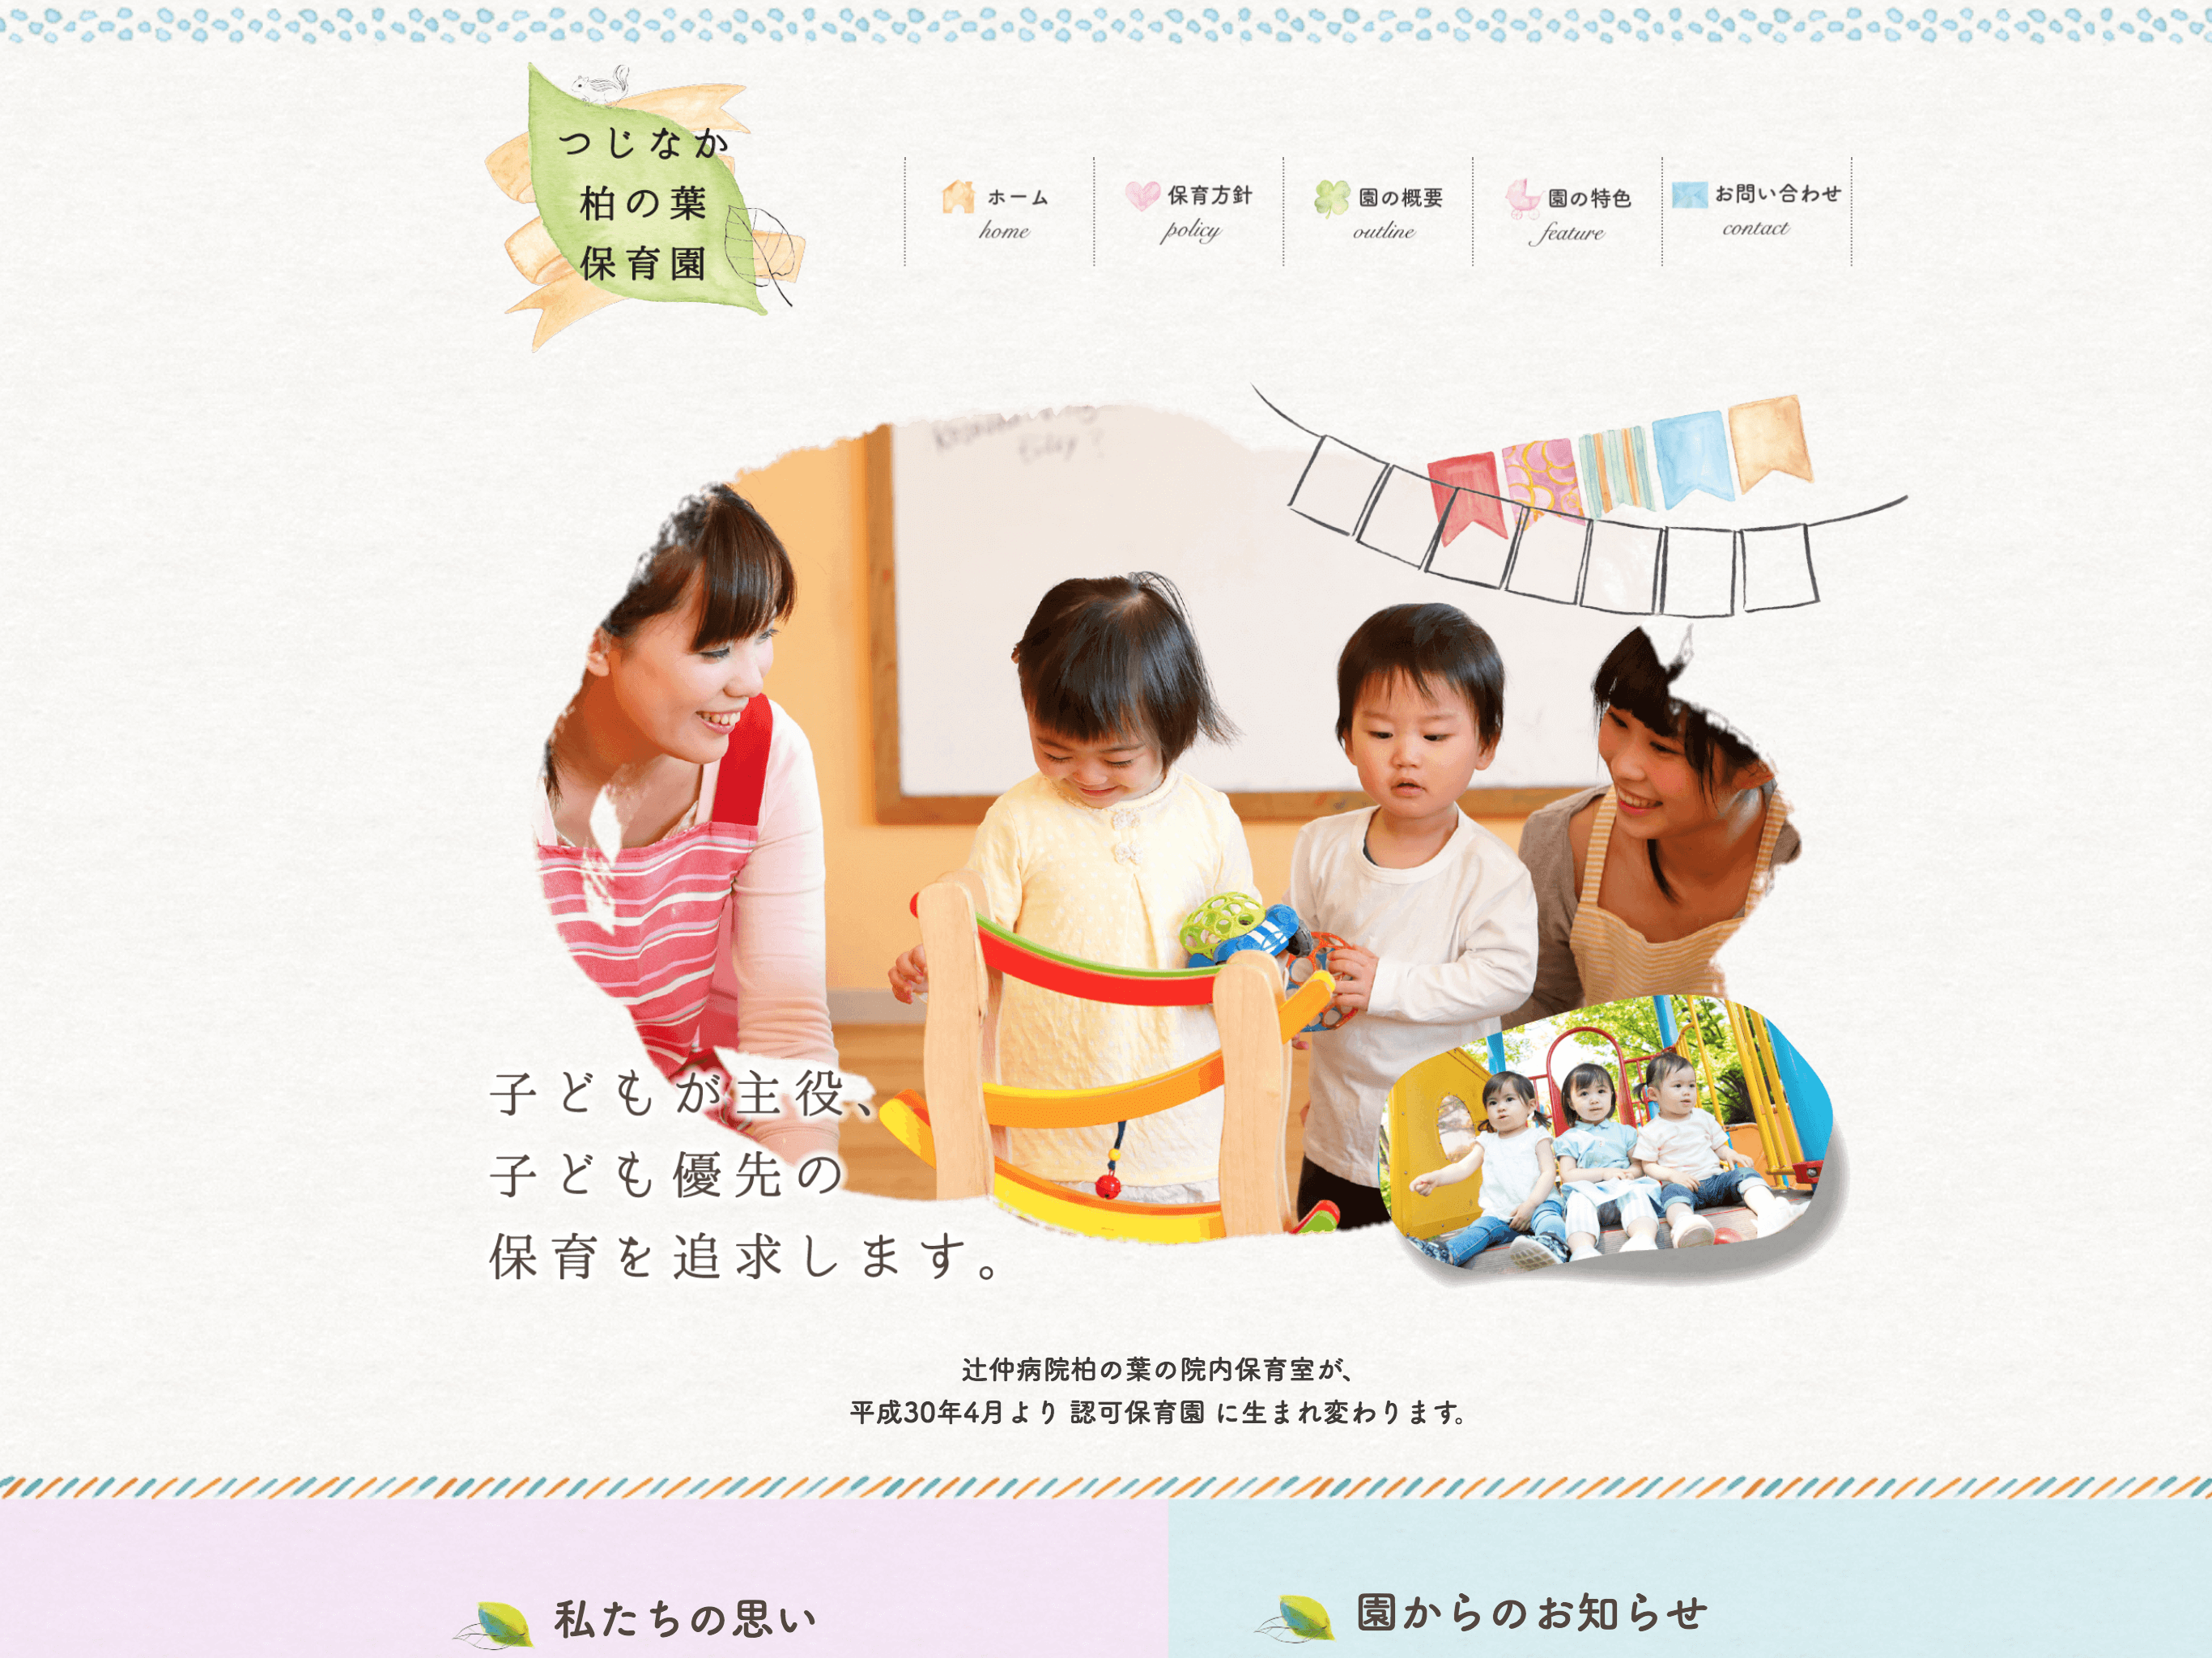 つじなか
柏の葉
保育園
ホーム
home
保育方針
policy
園の概要
outline
園の特色
feature
お問い合わせ
contact
子どもが主役、
子ども優先の
保育を追求します。
辻仲病院柏の葉の院内保育室が、
平成30年4月より 認可保育園 に生まれ変わります。
私たちの思い
園からのお知らせ